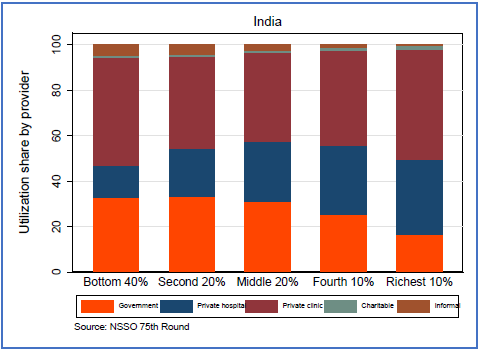 India
Utilization share by provider
100
80
60
40
20
0
Bottom 40% Second 20% Middle 20% Fourth 10% Richest 10%
Government Private hospita Private clinic Charitable Informal
Source: NSSO 75th Round